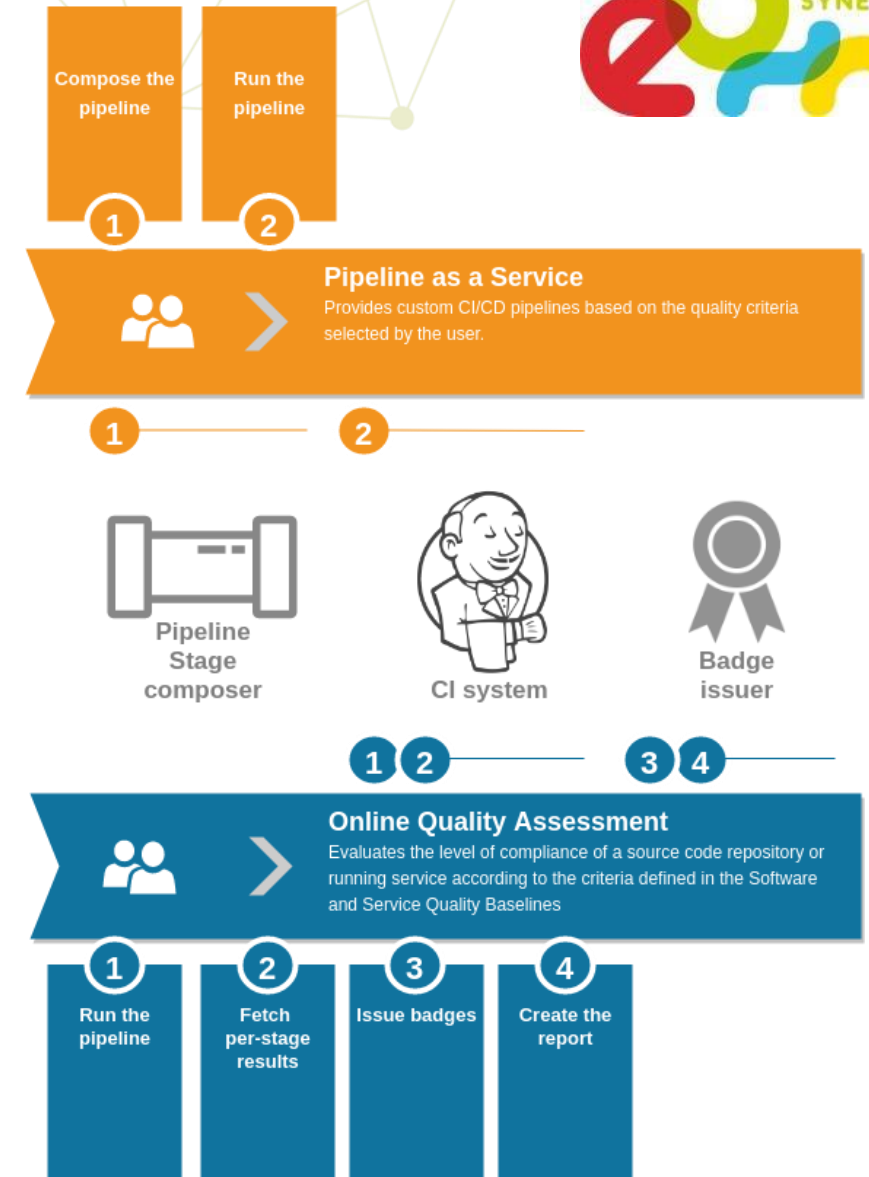 SYNE
Compose the
pipeline
Run the
pipeline
1
2
Pipeline as a Service
Provides custom CI/CD pipelines based on the quality criteria
selected by the user.
1
2
Pipeline
Stage
composer
CI system
Badge
issuer
1 2
3 4
Online Quality Assessment
Evaluates the level of compliance of a source code repository or
running service according to the criteria defined in the Software
and Service Quality Baselines
1
2
3
4
Run the
pipeline
Fetch
per-stage
results
Issue badges
Create the
report